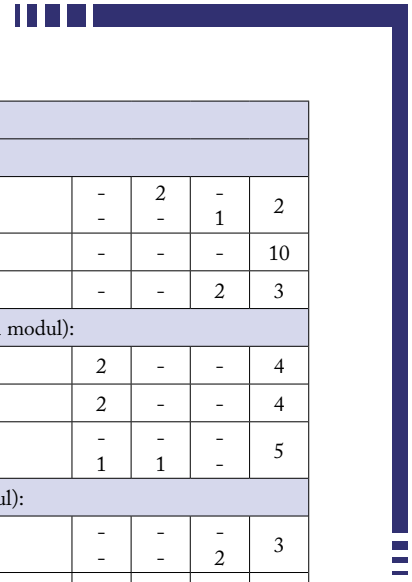 - 2 - 2
- - 1
- - - 10
- - 2 3
modul):
2 - - 4
2 - - 4
- - - 5
1 1 -
ul):
- - - 3
- - 2